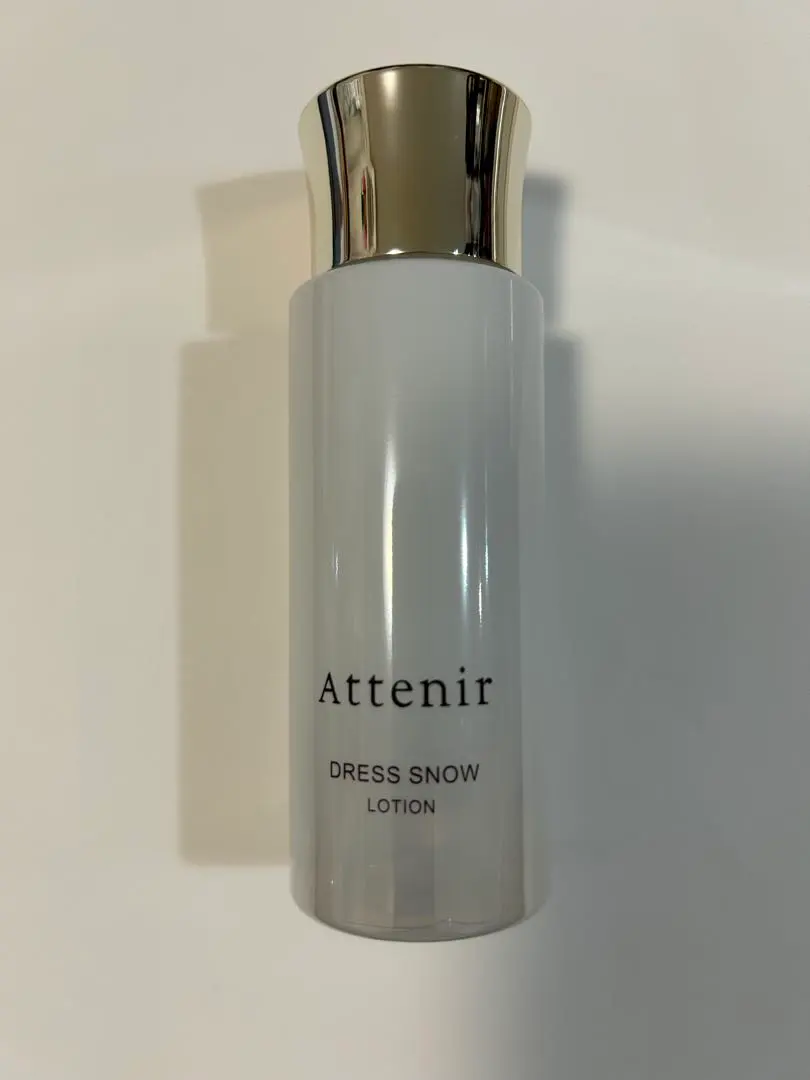 Attenir
DRESS SNOW
LOTION